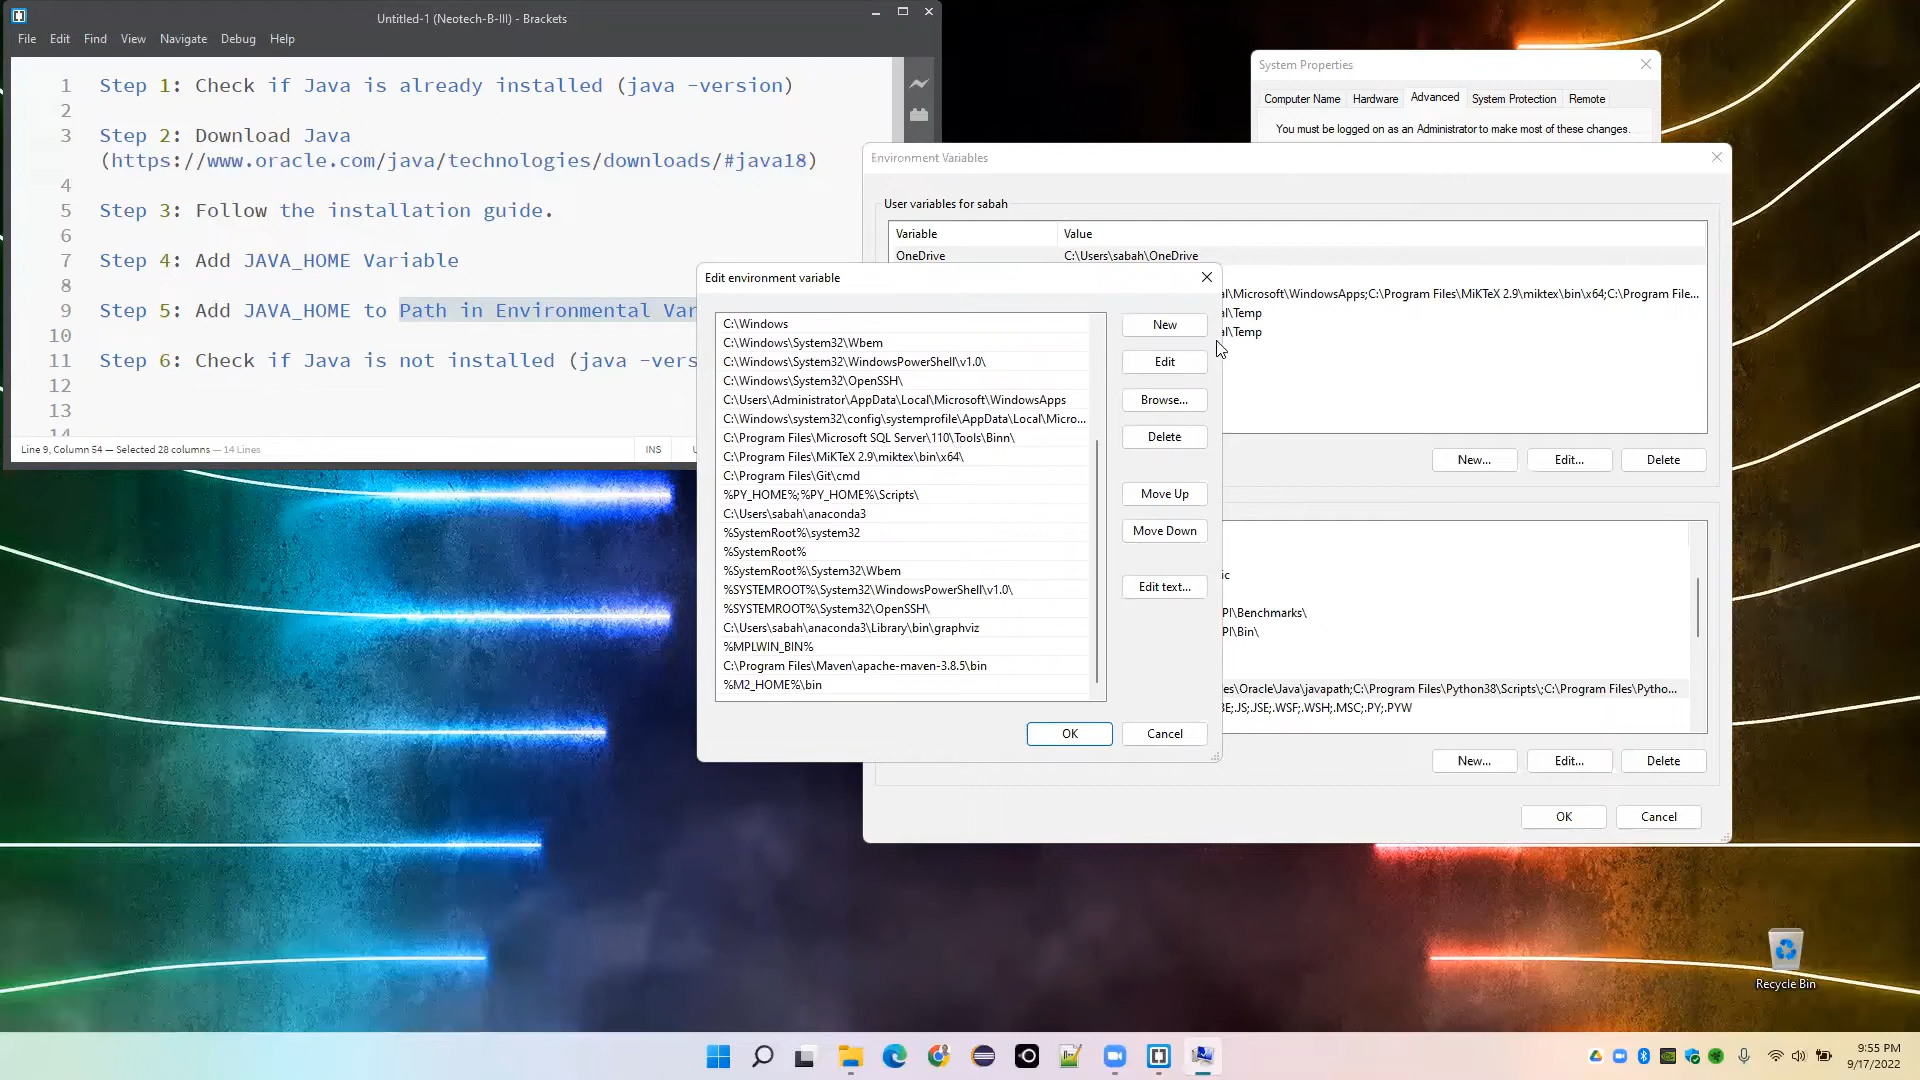 Untitled-1 (Neotech-B-III) - Brackets
File Edit Find View Navigate Debug Help
1 Step 1: Check if Java is already installed (java -version)
2
3 Step 2: Download Java
(https://www.oracle.com/java/technologies/downloads/#java18)
4
5 Step 3: Follow the installation guide.
6
7 Step 4: Add JAVA_HOME Variable
8
9 Step 5: Add JAVA_HOME to Path in Environmental Var
10
11 Step 6: Check if Java is not installed (java -vers
12
13
14
Line 9, Column 54 — Selected 28 columns — 14 Lines
INS
System Properties
Computer Name Hardware Advanced System Protection Remote
You must be logged on as an Administrator to make most of these changes.
Environment Variables
User variables for sabah
Variable Value
OneDrive C:\Users\sabah\OneDrive
al\Microsoft\WindowsApps;C:\Program Files\MiKTeX 2.9\miktex\bin\x64;C:\Program File...
al\Temp
al\Temp
New... Edit... Delete
ic
PI\Benchmarks\
PI\Bin\
es\Oracle\Java\javapath;C:\Program Files\Python38\Scripts\;C:\Program Files\Pytho...
BE;.JS;.JSE;.WSF;.WSH;.MSC;.PY;.PYW
New... Edit... Delete
OK Cancel
Edit environment variable
C:\Windows
C:\Windows\System32\Wbem
C:\Windows\System32\WindowsPowerShell\v1.0\
C:\Windows\System32\OpenSSH\
C:\Users\Administrator\AppData\Local\Microsoft\WindowsApps
C:\Windows\system32\config\systemprofile\AppData\Local\Micro...
C:\Program Files\Microsoft SQL Server\110\Tools\Binn\
C:\Program Files\MiKTeX 2.9\miktex\bin\x64\
C:\Program Files\Git\cmd
%PY_HOME%;%PY_HOME%\Scripts\
C:\Users\sabah\anaconda3
%SystemRoot%\system32
%SystemRoot%
%SystemRoot%\System32\Wbem
%SYSTEMROOT%\System32\WindowsPowerShell\v1.0\
%SYSTEMROOT%\System32\OpenSSH\
C:\Users\sabah\anaconda3\Library\bin\graphviz
%MPLWIN_BIN%
C:\Program Files\Maven\apache-maven-3.8.5\bin
%M2_HOME%\bin
New
Edit
Browse...
Delete
Move Up
Move Down
Edit text...
OK Cancel
Recycle Bin
9:55 PM
9/17/2022